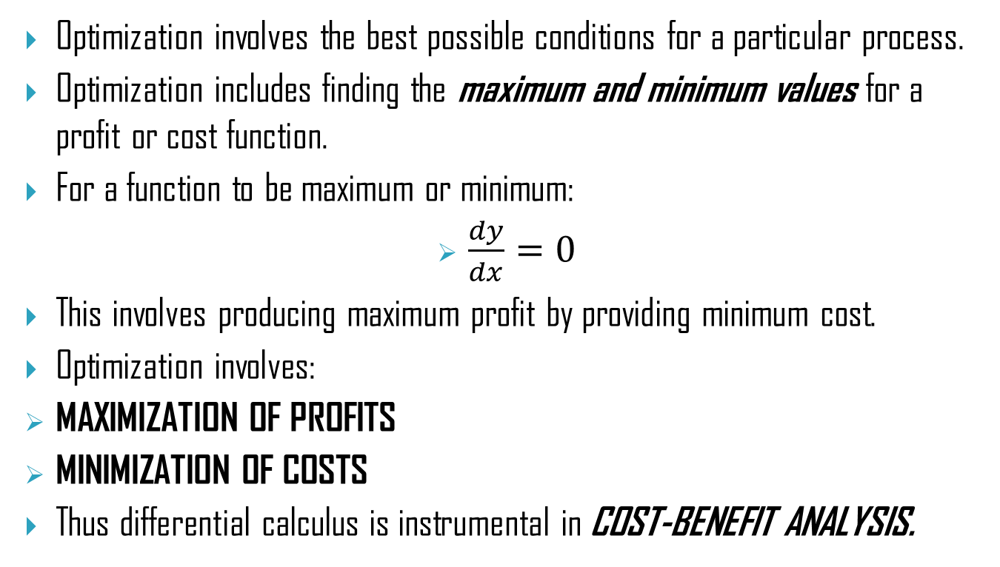 Optimization involves the best possible conditions for a particular process.
Optimization includes finding the maximum and minimum values for a
profit or cost function.
For a function to be maximum or minimum:
dy/dx = 0
This involves producing maximum profit by providing minimum cost.
Optimization involves:
MAXIMIZATION OF PROFITS
MINIMIZATION OF COSTS
Thus differential calculus is instrumental in COST-BENEFIT ANALYSIS.